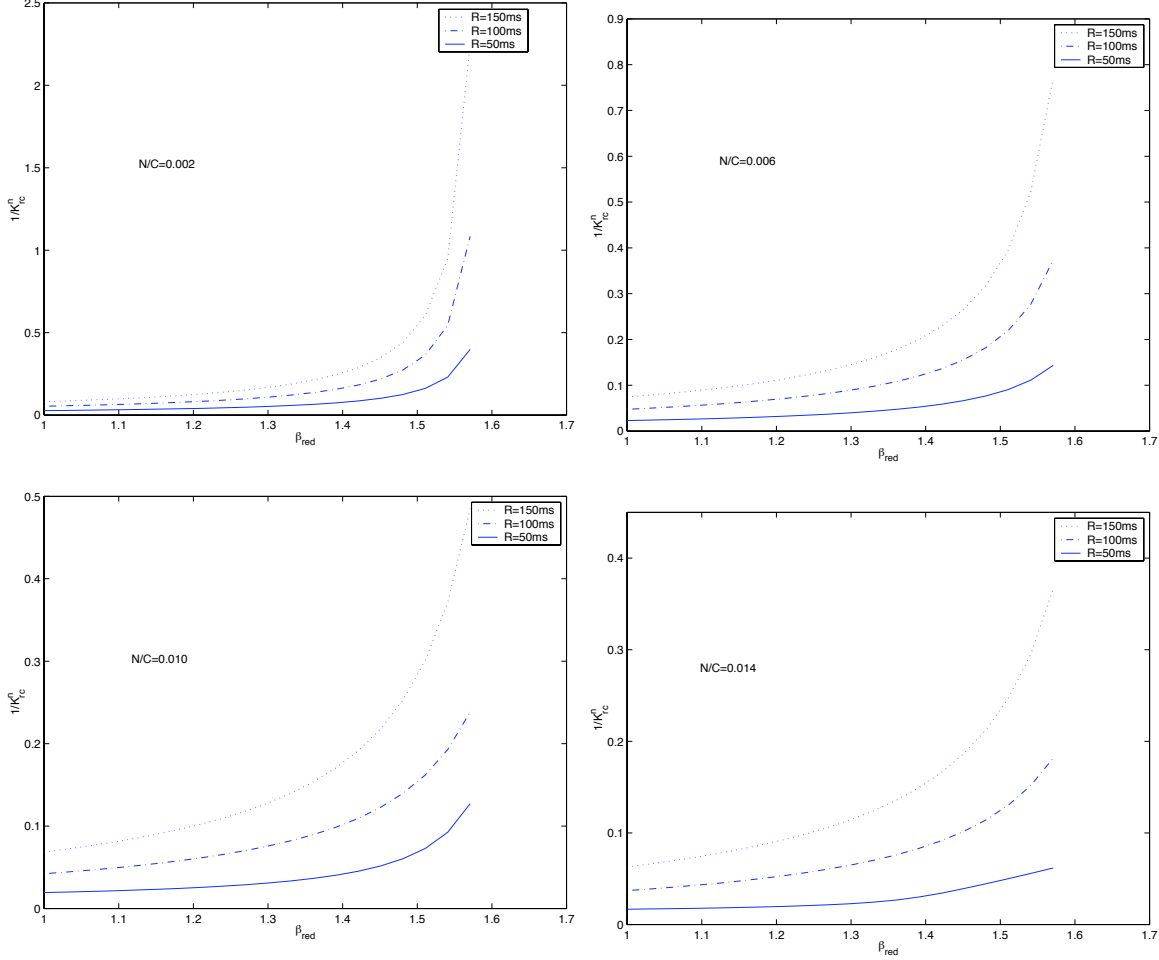 2.5
2
1.5
1
0.5
0
1/K^n_rc
N/C=0.002
R=150ms
R=100ms
R=50ms
1 1.1 1.2 1.3 1.4 1.5 1.6 1.7
β_red
0.9
0.8
0.7
0.6
0.5
0.4
0.3
0.2
0.1
0
1/K^n_rc
N/C=0.006
R=150ms
R=100ms
R=50ms
1 1.1 1.2 1.3 1.4 1.5 1.6 1.7
β_red
0.5
0.4
0.3
0.2
0.1
0
1/K^n_rc
N/C=0.010
R=150ms
R=100ms
R=50ms
1 1.1 1.2 1.3 1.4 1.5 1.6 1.7
β_red
0.4
0.3
0.2
0.1
0
1/K^n_rc
N/C=0.014
R=150ms
R=100ms
R=50ms
1 1.1 1.2 1.3 1.4 1.5 1.6 1.7
β_red